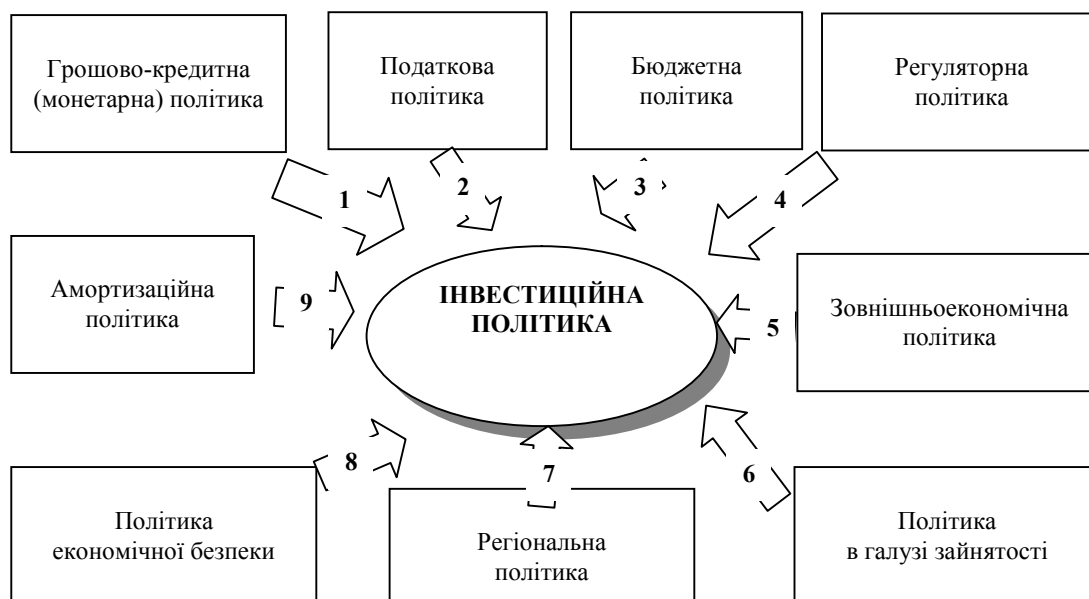 Грошово-кредитна
(монетарна) політика
Податкова
політика
Бюджетна
політика
Регуляторна
політика
1
2
3
4
Амортизаційна
політика
9
ІНВЕСТИЦІЙНА
ПОЛІТИКА
5
Зовнішньоекономічна
політика
8
7
6
Політика
економічної безпеки
Регіональна
політика
Політика
в галузі зайнятості